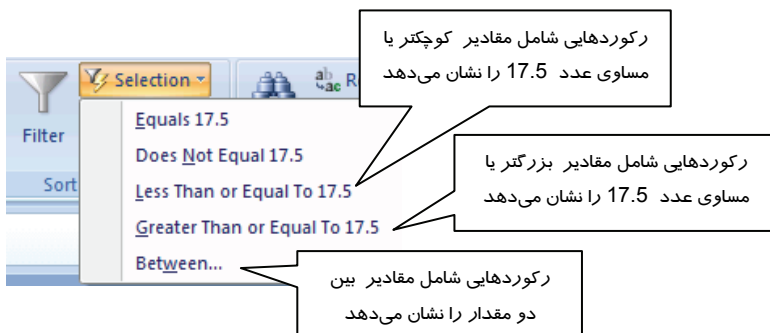 رکوردهایی شامل مقادیر کوچکتر یا
مساوی عدد 17.5 را نشان می‌دهد
Selection
ab
ac
R
Filter
Sort
Equals 17.5
Does Not Equal 17.5
Less Than or Equal To 17.5
Greater Than or Equal To 17.5
Between...
رکوردهایی شامل مقادیر بزرگتر یا
مساوی عدد 17.5 را نشان می‌دهد
رکوردهایی شامل مقادیر بین
دو مقدار را نشان می‌دهد